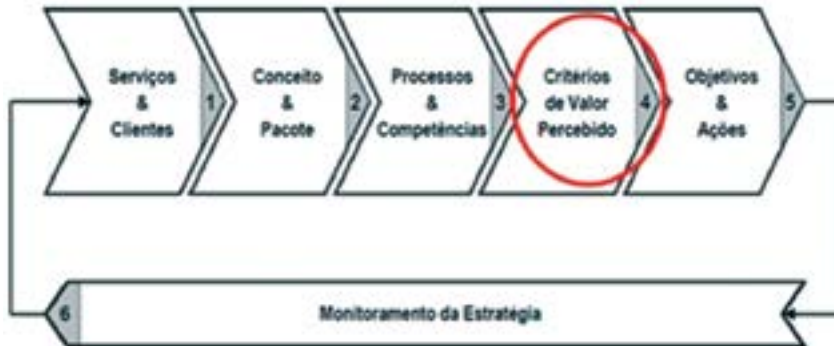 Serviços
&
Clientes
1
Conceito
&
Pacote
2
Processos
&
Competências
3
Critérios
de Valor
Percebido
4
Objetivos
&
Ações
5
6
Monitoramento da Estratégia